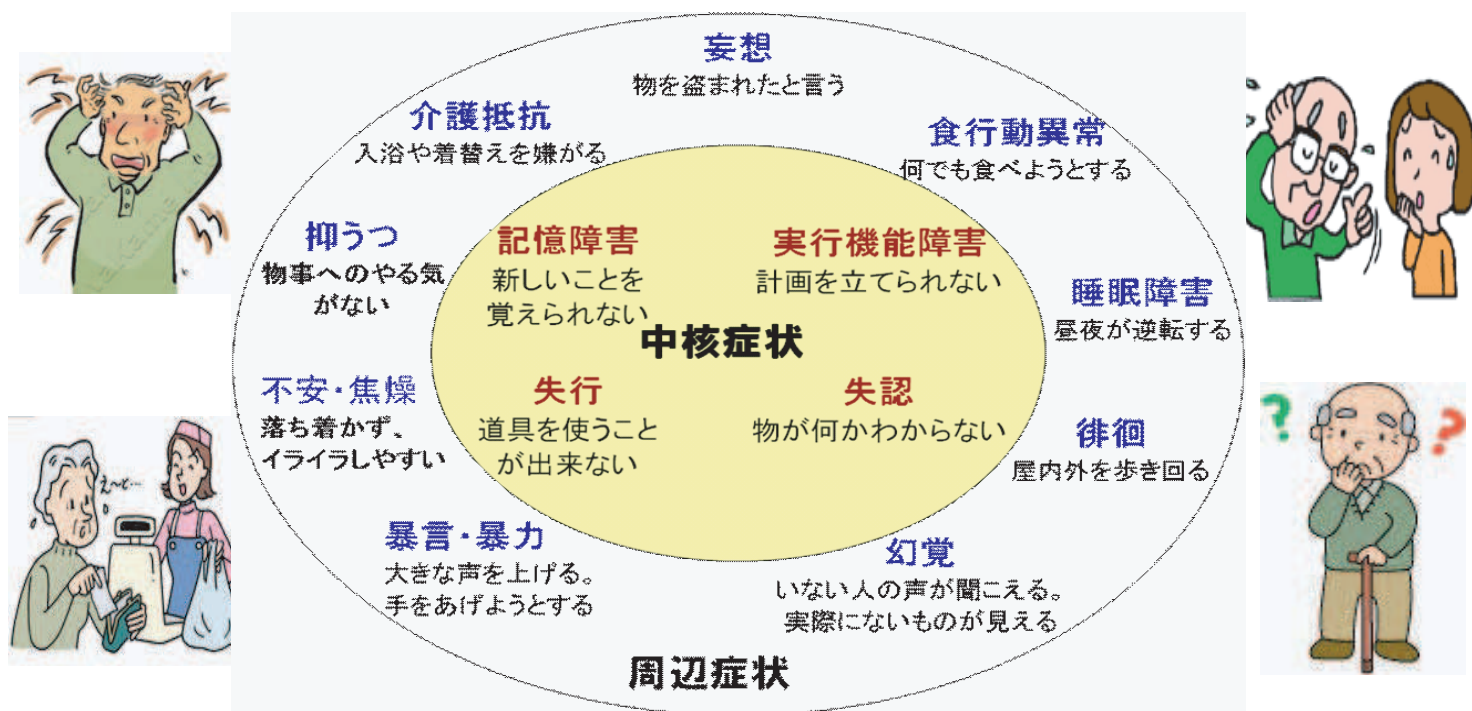 妄想
物を盗まれたと言う
介護抵抗
入浴や着替えを嫌がる
食行動異常
何でも食べようとする
抑うつ
物事へのやる気
がない
記憶障害
新しいことを
覚えられない
実行機能障害
計画を立てられない
睡眠障害
昼夜が逆転する
中核症状
不安・焦燥
落ち着かず、
イライラしやすい
失行
道具を使うこと
が出来ない
失認
物が何かわからない
徘徊
屋内外を歩き回る
え〜と…
暴言・暴力
大きな声を上げる。
手をあげようとする
幻覚
いない人の声が聞こえる。
実際にないものが見える
周辺症状
?
?